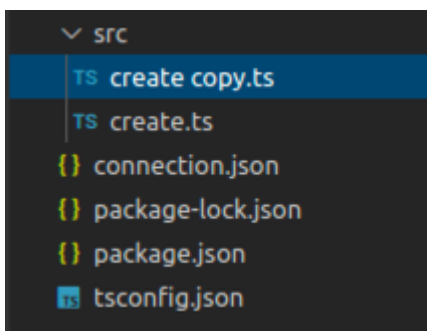 src
TS create copy.ts
TS create.ts
{} connection.json
{} package-lock.json
{} package.json
TS tsconfig.json